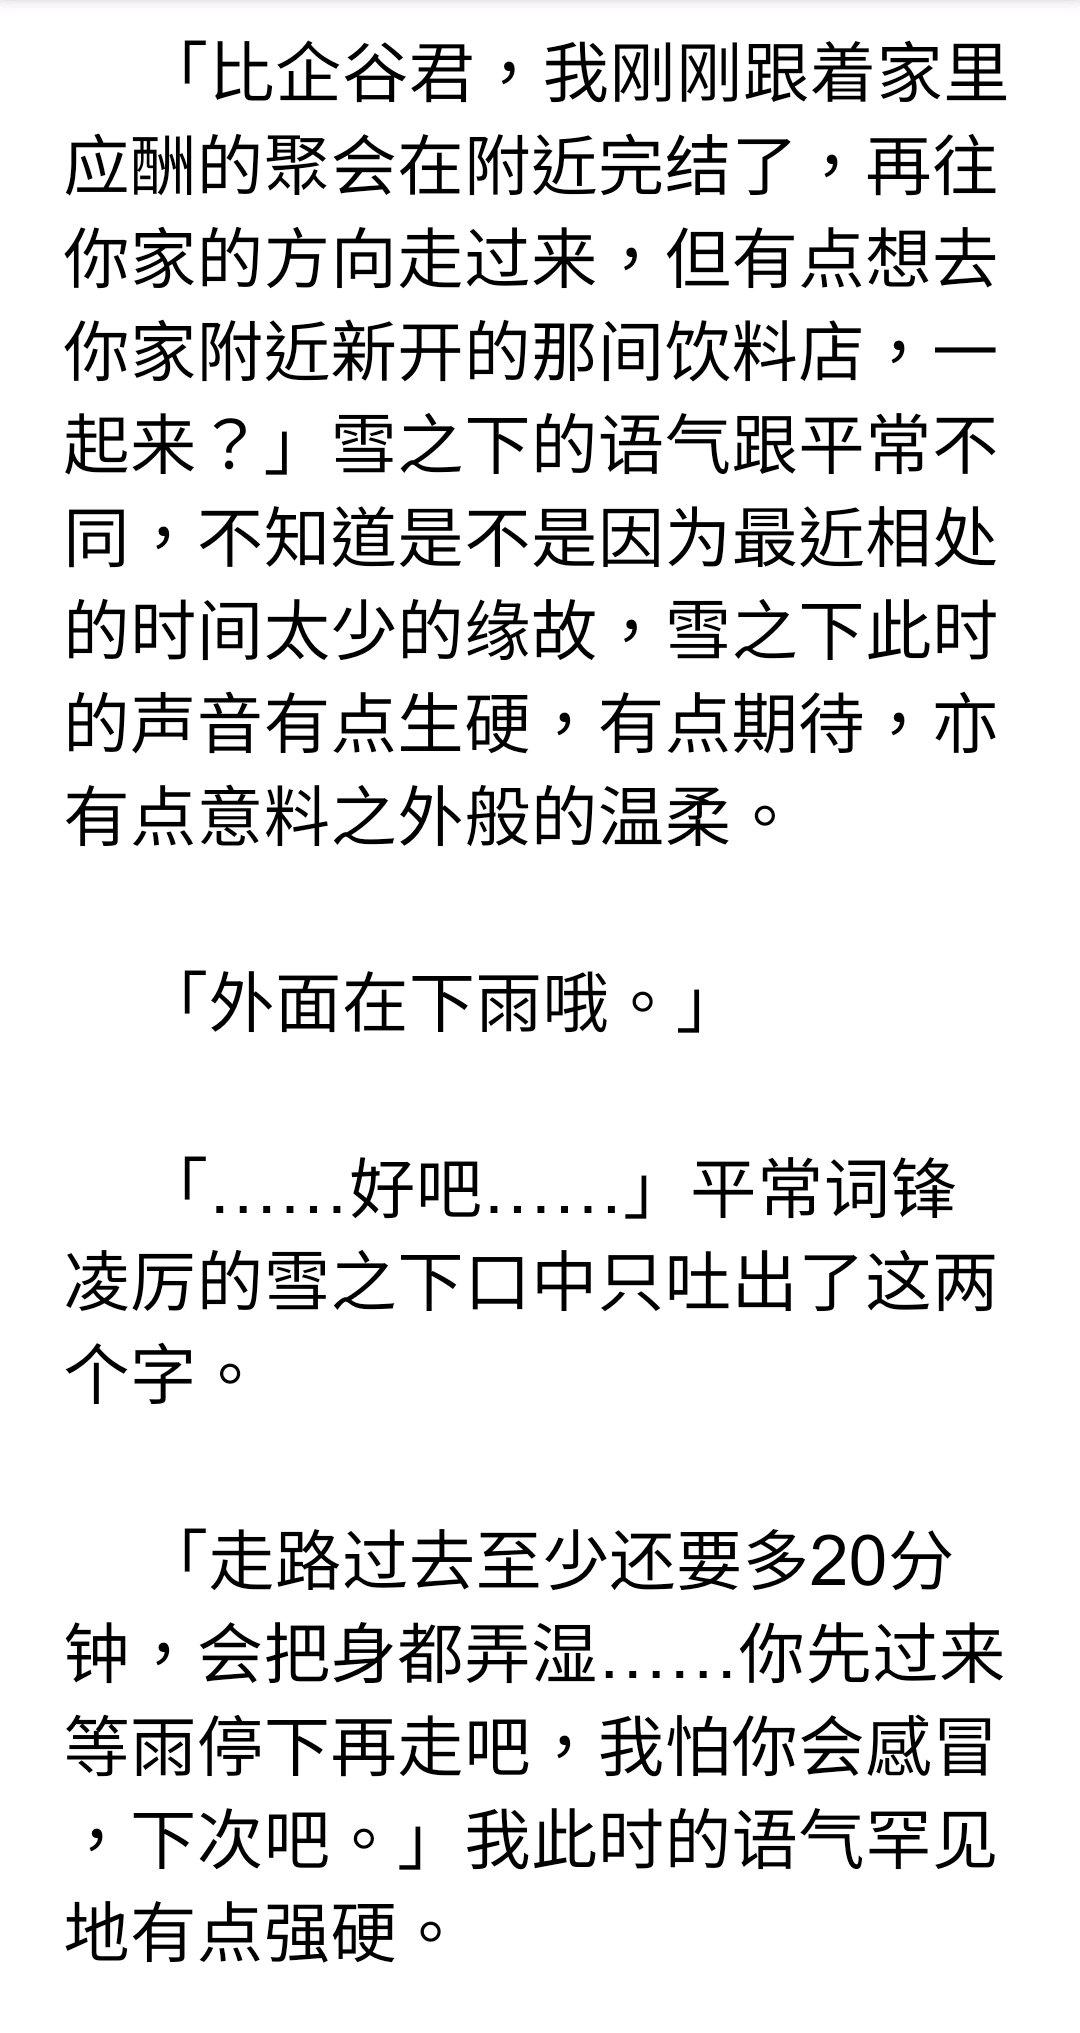 「比企谷君，我刚刚跟着家里
应酬的聚会在附近完结了，再往
你家的方向走过来，但有点想去
你家附近新开的那间饮料店，一
起来？」雪之下的语气跟平常不
同，不知道是不是因为最近相处
的时间太少的缘故，雪之下此时
的声音有点生硬，有点期待，亦
有点意料之外般的温柔。
「外面在下雨哦。」
「……好吧……」平常词锋
凌厉的雪之下口中只吐出了这两
个字。
「走路过去至少还要多20分
钟，会把身都弄湿……你先过来
等雨停下再走吧，我怕你会感冒
，下次吧。」我此时的语气罕见
地有点强硬。